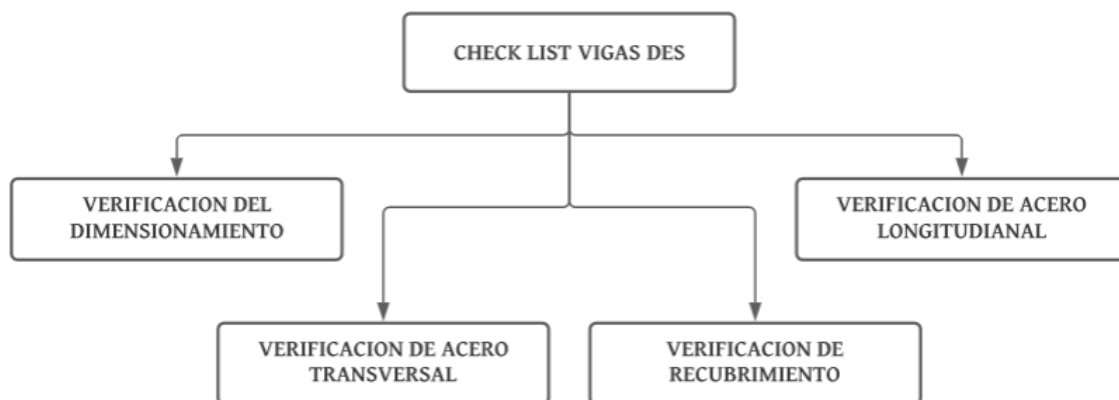 CHECK LIST VIGAS DES
VERIFICACION DEL
DIMENSIONAMIENTO
VERIFICACION DE ACERO
LONGITUDIANAL
VERIFICACION DE ACERO
TRANSVERSAL
VERIFICACION DE
RECUBRIMIENTO